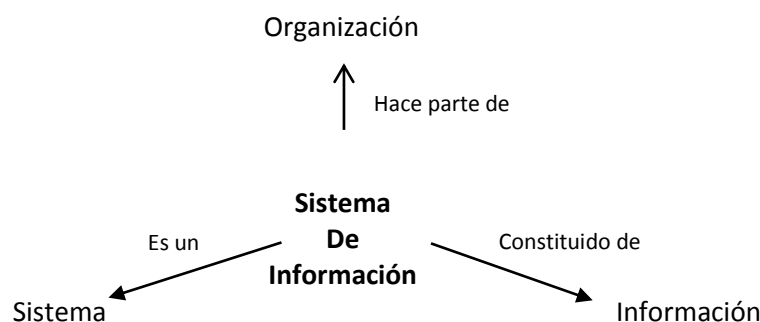 Organización
Hace parte de
Sistema
De
Información
Es un
Constituido de
Sistema
Información